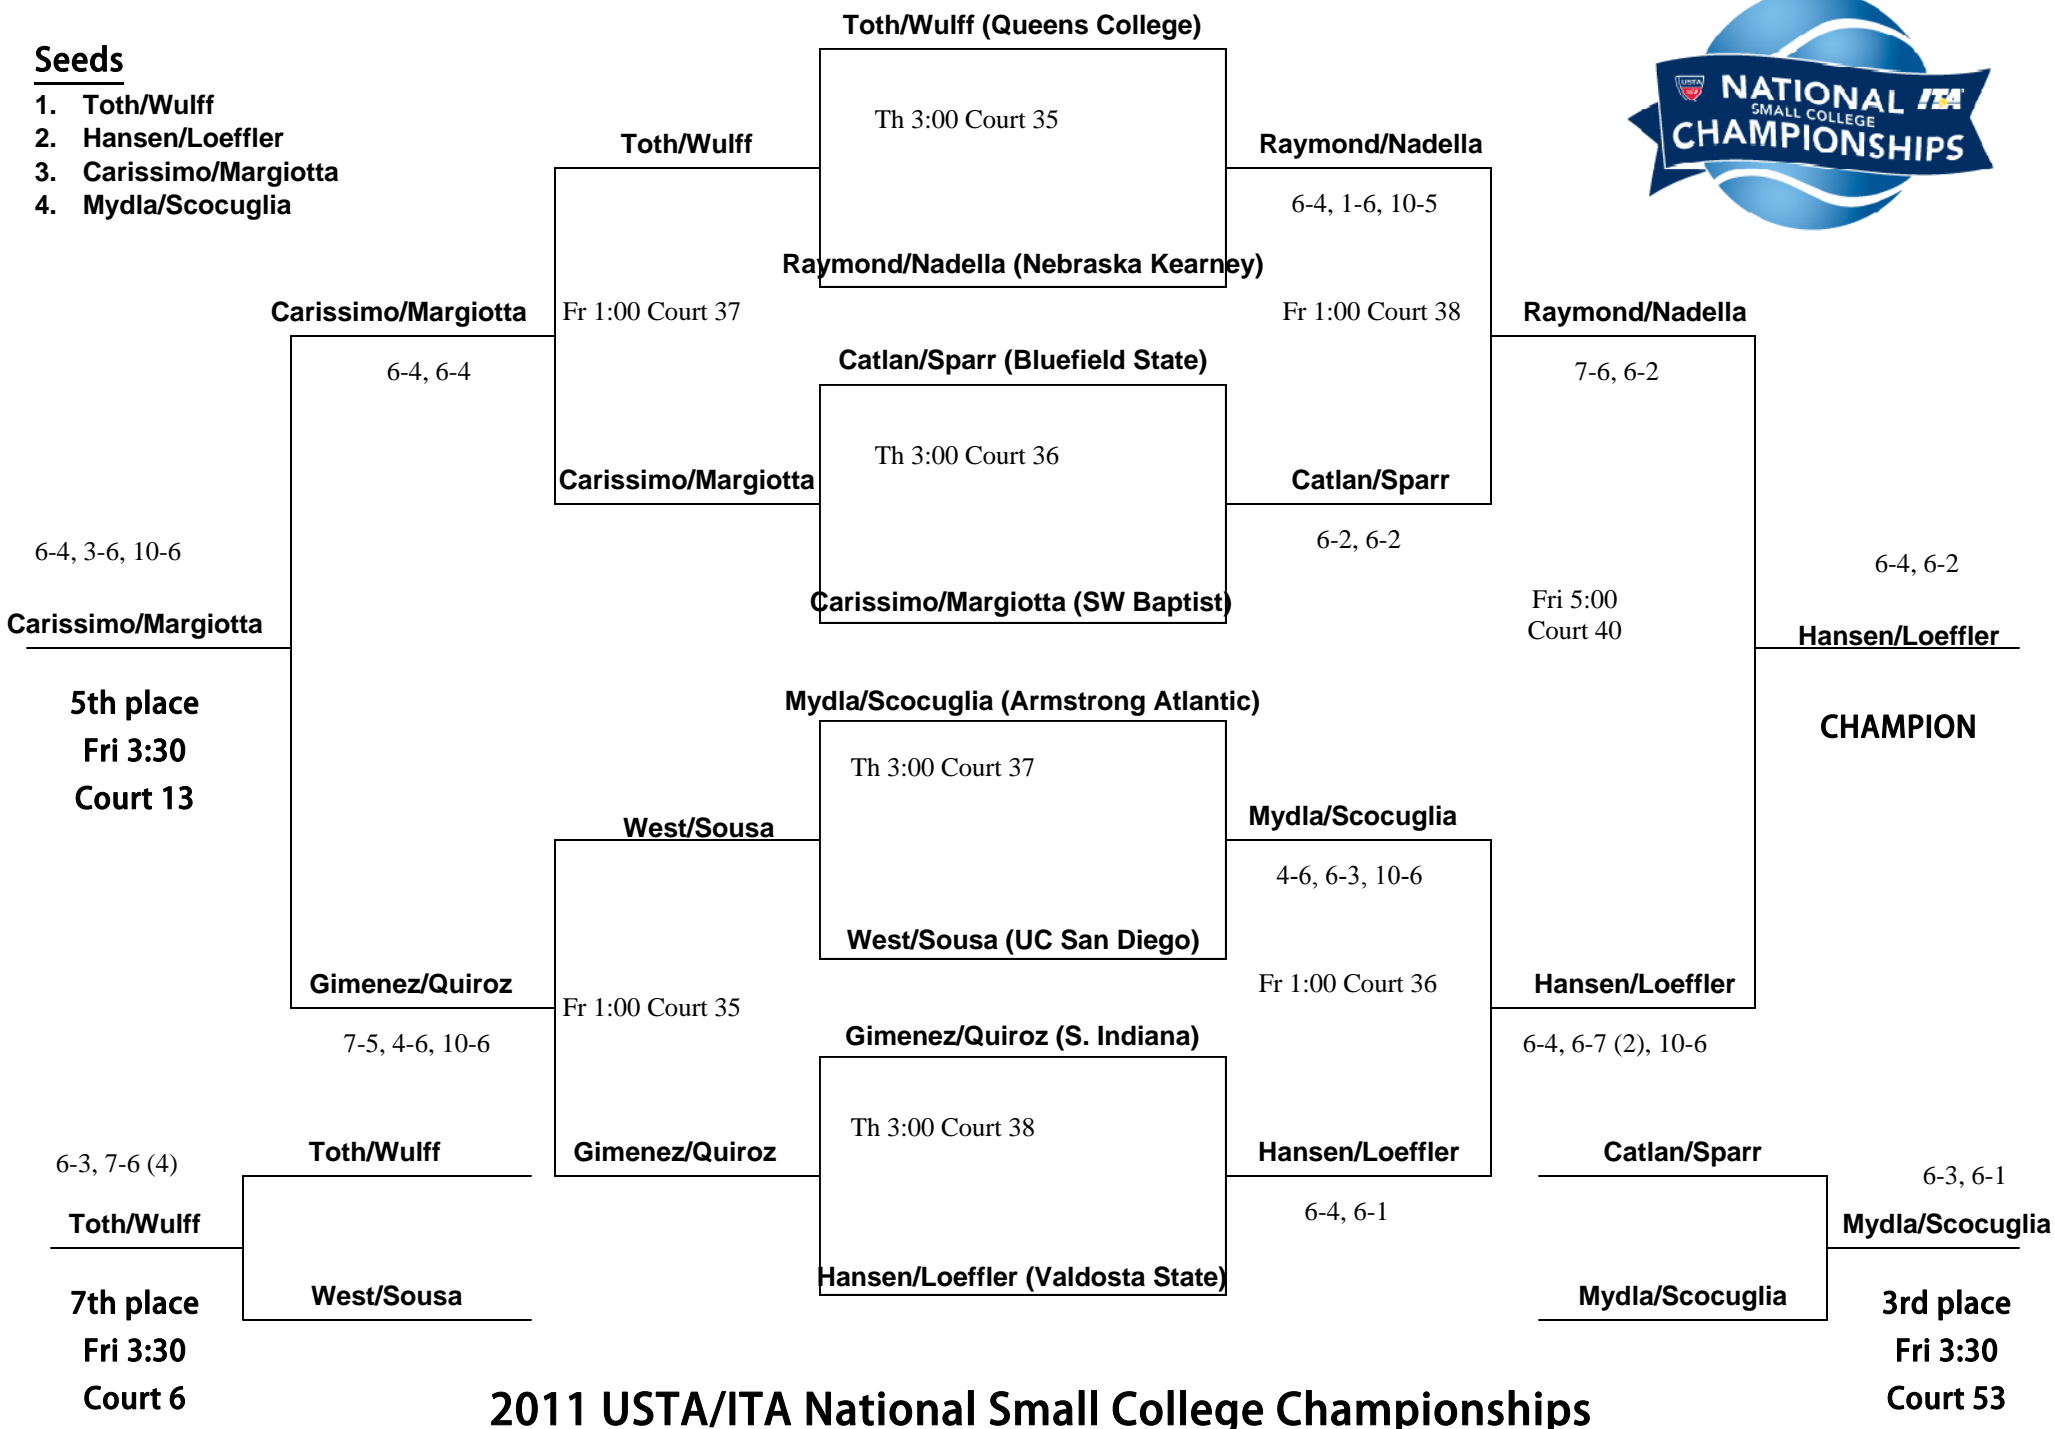 Toth/Wulff (Queens College)
Seeds
1. Toth/Wulff
2. Hansen/Loeffler
3. Carissimo/Margiotta
4. Mydla/Scocuglia
USTA
NATIONAL ITA
SMALL COLLEGE
CHAMPIONSHIPS
Th 3:00 Court 35
Toth/Wulff
Raymond/Nadella
6-4, 1-6, 10-5
Raymond/Nadella (Nebraska Kearney)
Carissimo/Margiotta
Fr 1:00 Court 37
Fr 1:00 Court 38
Raymond/Nadella
6-4, 6-4
Catlan/Sparr (Bluefield State)
7-6, 6-2
Th 3:00 Court 36
Carissimo/Margiotta
Catlan/Sparr
6-2, 6-2
6-4, 3-6, 10-6
6-4, 6-2
Carissimo/Margiotta (SW Baptist)
Fri 5:00
Court 40
Carissimo/Margiotta
Hansen/Loeffler
5th place
Fri 3:30
Court 13
Mydla/Scocuglia (Armstrong Atlantic)
CHAMPION
Th 3:00 Court 37
West/Sousa
Mydla/Scocuglia
4-6, 6-3, 10-6
West/Sousa (UC San Diego)
Gimenez/Quiroz
Fr 1:00 Court 35
Fr 1:00 Court 36
Hansen/Loeffler
7-5, 4-6, 10-6
Gimenez/Quiroz (S. Indiana)
6-4, 6-7 (2), 10-6
Th 3:00 Court 38
6-3, 7-6 (4)
Toth/Wulff
Gimenez/Quiroz
Hansen/Loeffler
Catlan/Sparr
6-3, 6-1
Toth/Wulff
6-4, 6-1
Mydla/Scocuglia
Hansen/Loeffler (Valdosta State)
West/Sousa
Mydla/Scocuglia
7th place
Fri 3:30
Court 6
3rd place
Fri 3:30
Court 53
2011 USTA/ITA National Small College Championships